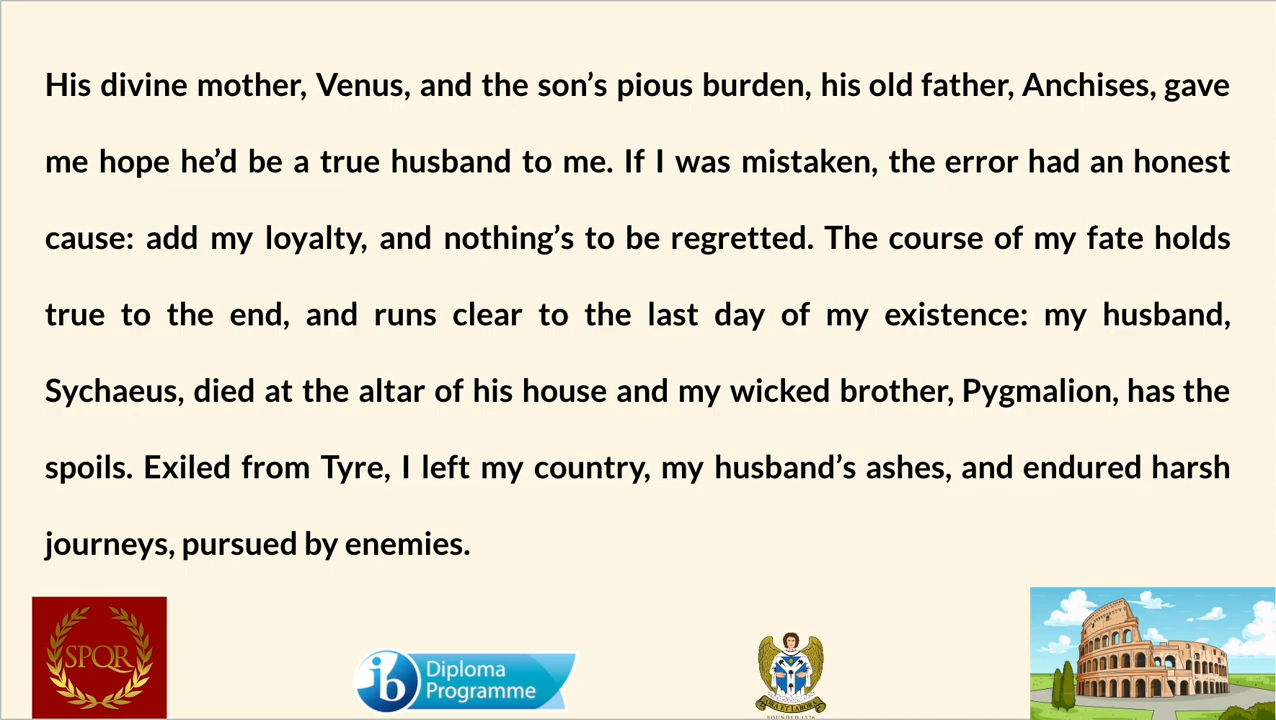 His divine mother, Venus, and the son’s pious burden, his old father, Anchises, gave
me hope he’d be a true husband to me. If I was mistaken, the error had an honest
cause: add my loyalty, and nothing’s to be regretted. The course of my fate holds
true to the end, and runs clear to the last day of my existence: my husband,
Sychaeus, died at the altar of his house and my wicked brother, Pygmalion, has the
spoils. Exiled from Tyre, I left my country, my husband’s ashes, and endured harsh
journeys, pursued by enemies.
SPQR
ib Diploma
Programme
ET LABORA
FOUNDED